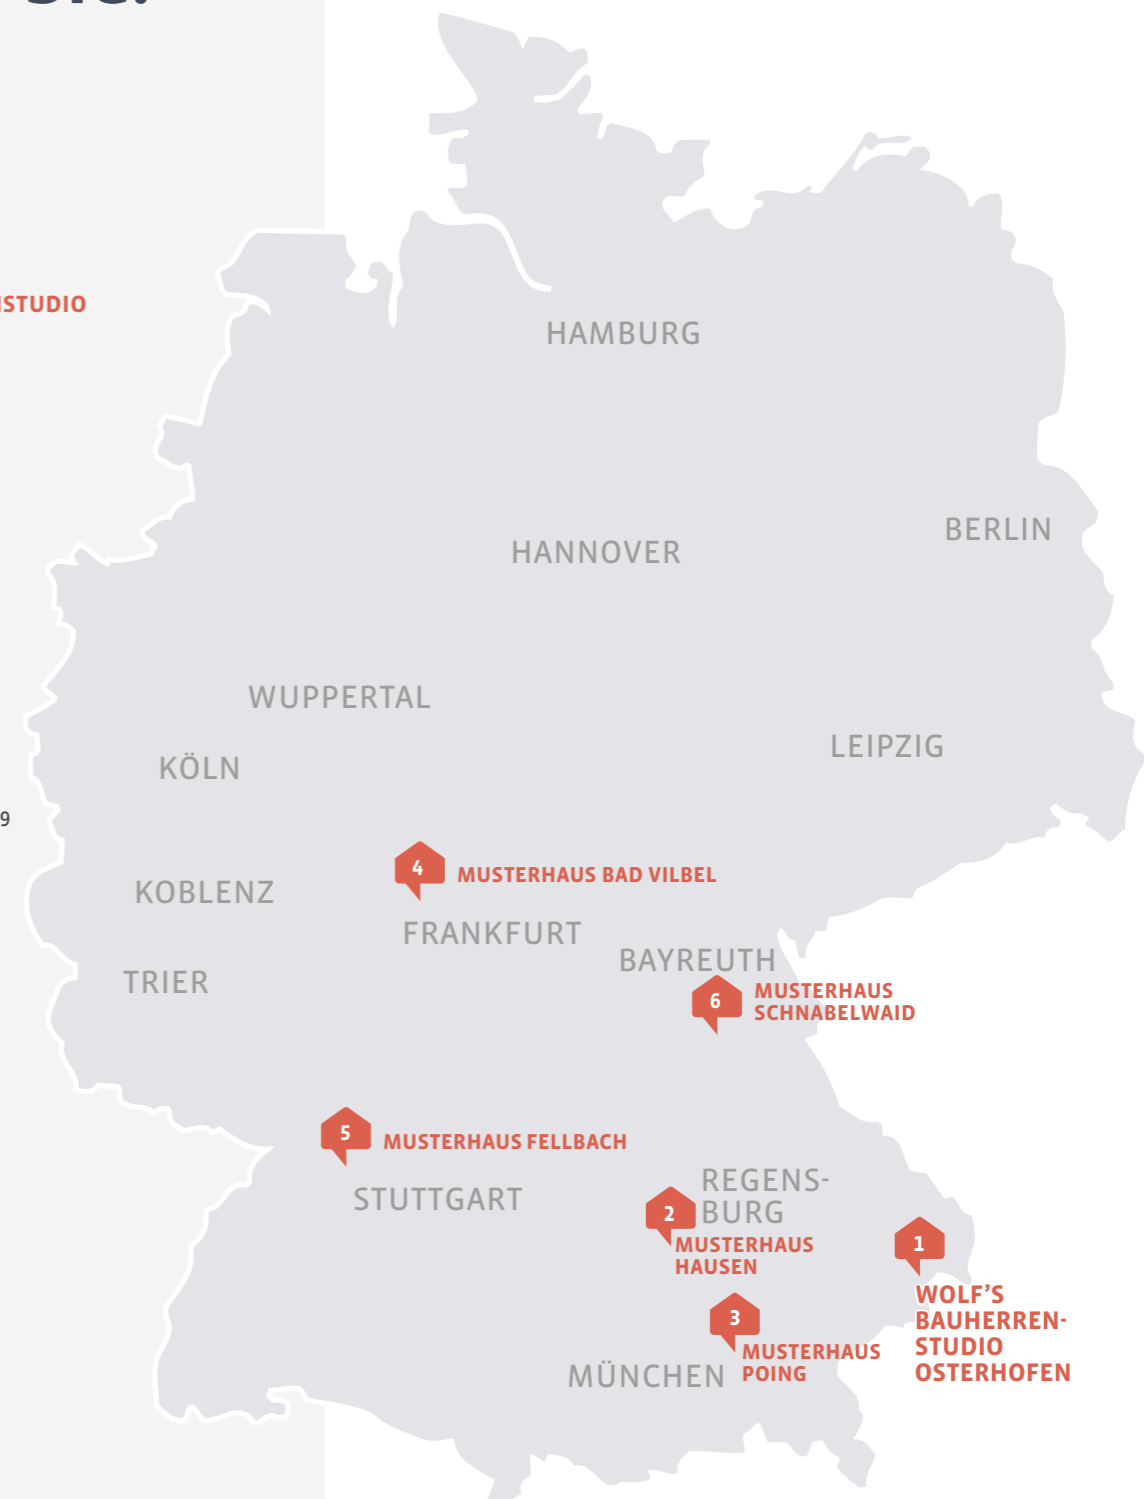 HAMBURG
BERLIN
HANNOVER
WUPPERTAL
LEIPZIG
KÖLN
9
4
MUSTERHAUS BAD VILBEL
KOBLENZ
FRANKFURT
BAYREUTH
TRIER
6
MUSTERHAUS
SCHNABELWAID
5
MUSTERHAUS FELLBACH
STUTTGART
REGENS-
BURG
2
MUSTERHAUS
HAUSEN
1
WOLF'S
BAUHERREN-
STUDIO
OSTERHOFEN
3
MUSTERHAUS
POING
MÜNCHEN